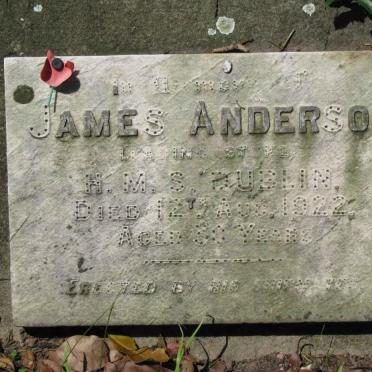 In Memory of
JAMES ANDERSO
H.M.S. DUBLIN.
DIED 12TH AUG. 1922.
AGED YEARS
ERECTED BY HIS